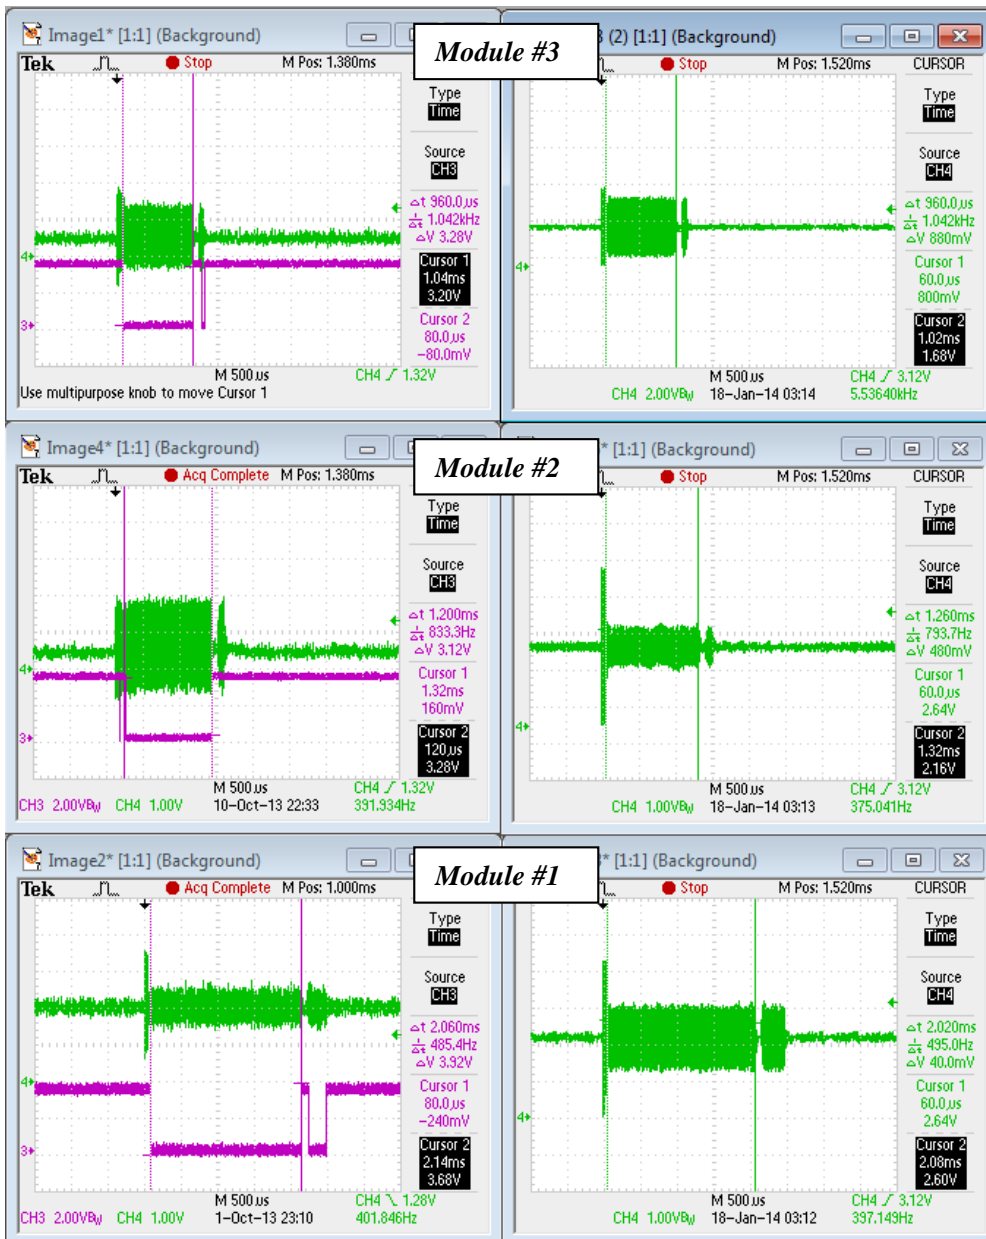 Image1* [1:1] (Background)
Module #3
3 (2) [1:1] (Background)
Tek
Stop
M Pos: 1.380ms
Type
Time
Source
CH3
Δt 960.0µs
1/Δt 1.042kHz
ΔV 3.28V
Cursor 1
1.04ms
3.20V
Cursor 2
80.0µs
-80.0mV
4
3
M 500µs
CH4 ∫ 1.32V
Use multipurpose knob to move Cursor 1
Stop
M Pos: 1.520ms
CURSOR
Type
Time
Source
CH4
Δt 960.0µs
1/Δt 1.042kHz
ΔV 880mV
Cursor 1
60.0µs
800mV
Cursor 2
1.02ms
1.68V
4
M 500µs
CH4 ∫ 3.12V
CH4 2.00VBW 18-Jan-14 03:14
5.53640kHz
Image4* [1:1] (Background)
Module #2
* [1:1] (Background)
Tek
Acq Complete
M Pos: 1.380ms
Type
Time
Source
CH3
Δt 1.200ms
1/Δt 833.3Hz
ΔV 3.12V
Cursor 1
1.32ms
160mV
Cursor 2
120µs
3.28V
4
3
M 500µs
CH4 ∫ 1.32V
CH3 2.00VBW CH4 1.00V 10-Oct-13 22:33
391.934Hz
Stop
M Pos: 1.520ms
CURSOR
Type
Time
Source
CH4
Δt 1.260ms
1/Δt 793.7Hz
ΔV 480mV
Cursor 1
60.0µs
2.64V
Cursor 2
1.32ms
2.16V
4
M 500µs
CH4 ∫ 3.12V
CH4 1.00VBW 18-Jan-14 03:13
375.041Hz
Image2* [1:1] (Background)
Module #1
* [1:1] (Background)
Tek
Acq Complete
M Pos: 1.000ms
Type
Time
Source
CH3
Δt 2.060ms
1/Δt 485.4Hz
ΔV 3.92V
Cursor 1
80.0µs
-240mV
Cursor 2
2.14ms
3.68V
4
3
M 500µs
CH4 \ 1.28V
CH3 2.00VBW CH4 1.00V 1-Oct-13 23:10
401.846Hz
Stop
M Pos: 1.520ms
CURSOR
Type
Time
Source
CH4
Δt 2.020ms
1/Δt 495.0Hz
ΔV 40.0mV
Cursor 1
60.0µs
2.64V
Cursor 2
2.08ms
2.60V
4
M 500µs
CH4 ∫ 3.12V
CH4 1.00VBW 18-Jan-14 03:12
397.149Hz